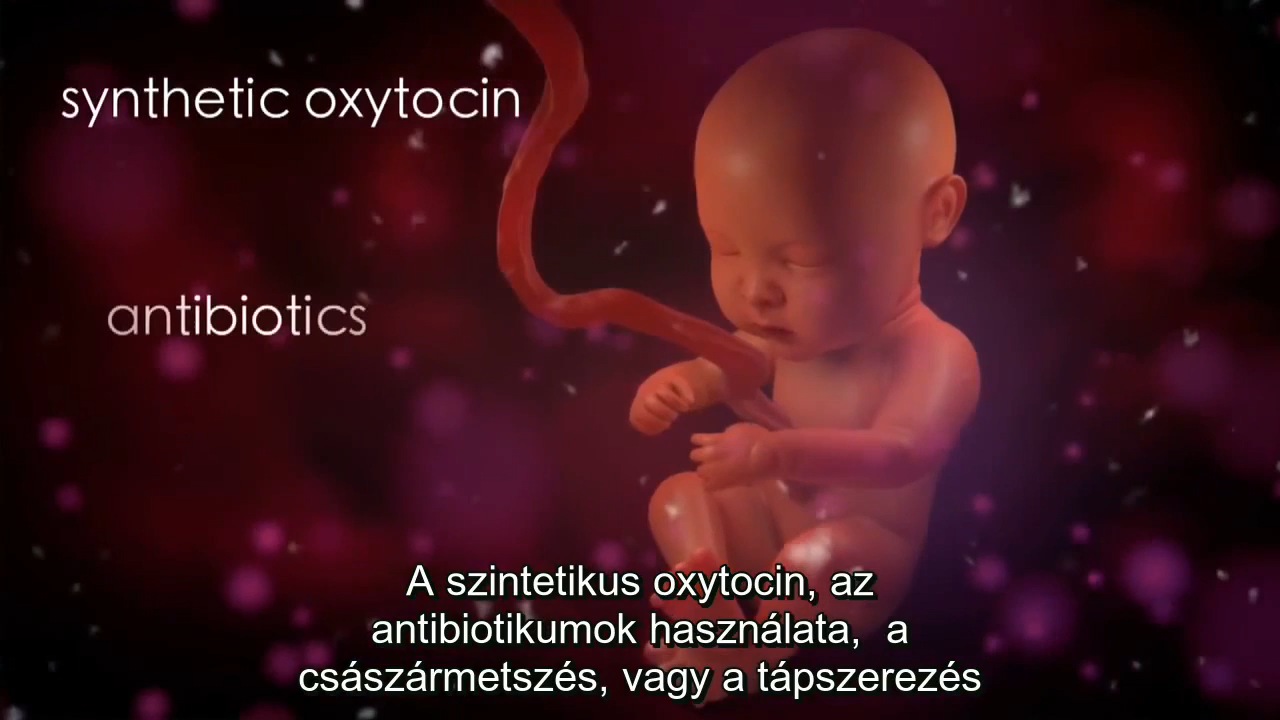 synthetic oxytocin
antibiotics
A szintetikus oxytocin, az
antibiotikumok használata,  a
császármetszés, vagy a tápszerezés